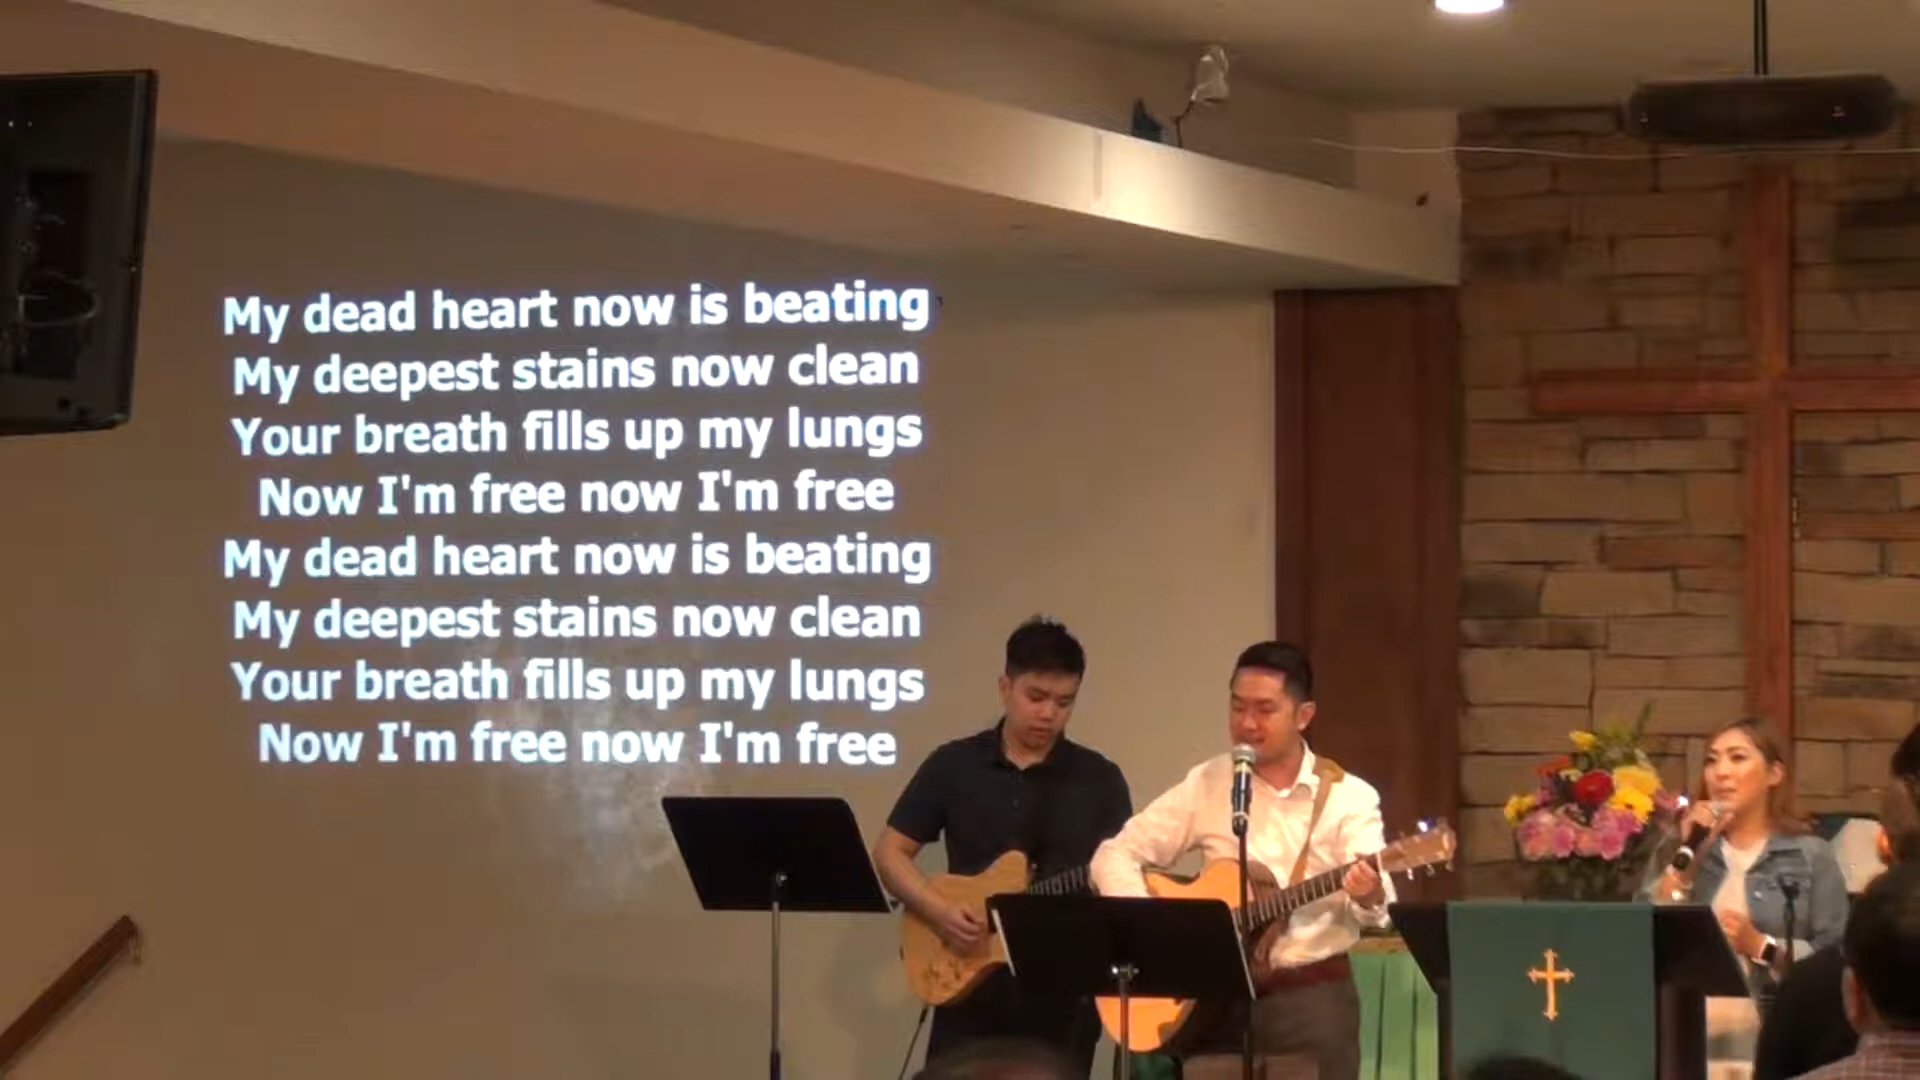 My dead heart now is beating
My deepest stains now clean
Your breath fills up my lungs
Now I'm free now I'm free
My dead heart now is beating
My deepest stains now clean
Your breath fills up my lungs
Now I'm free now I'm free